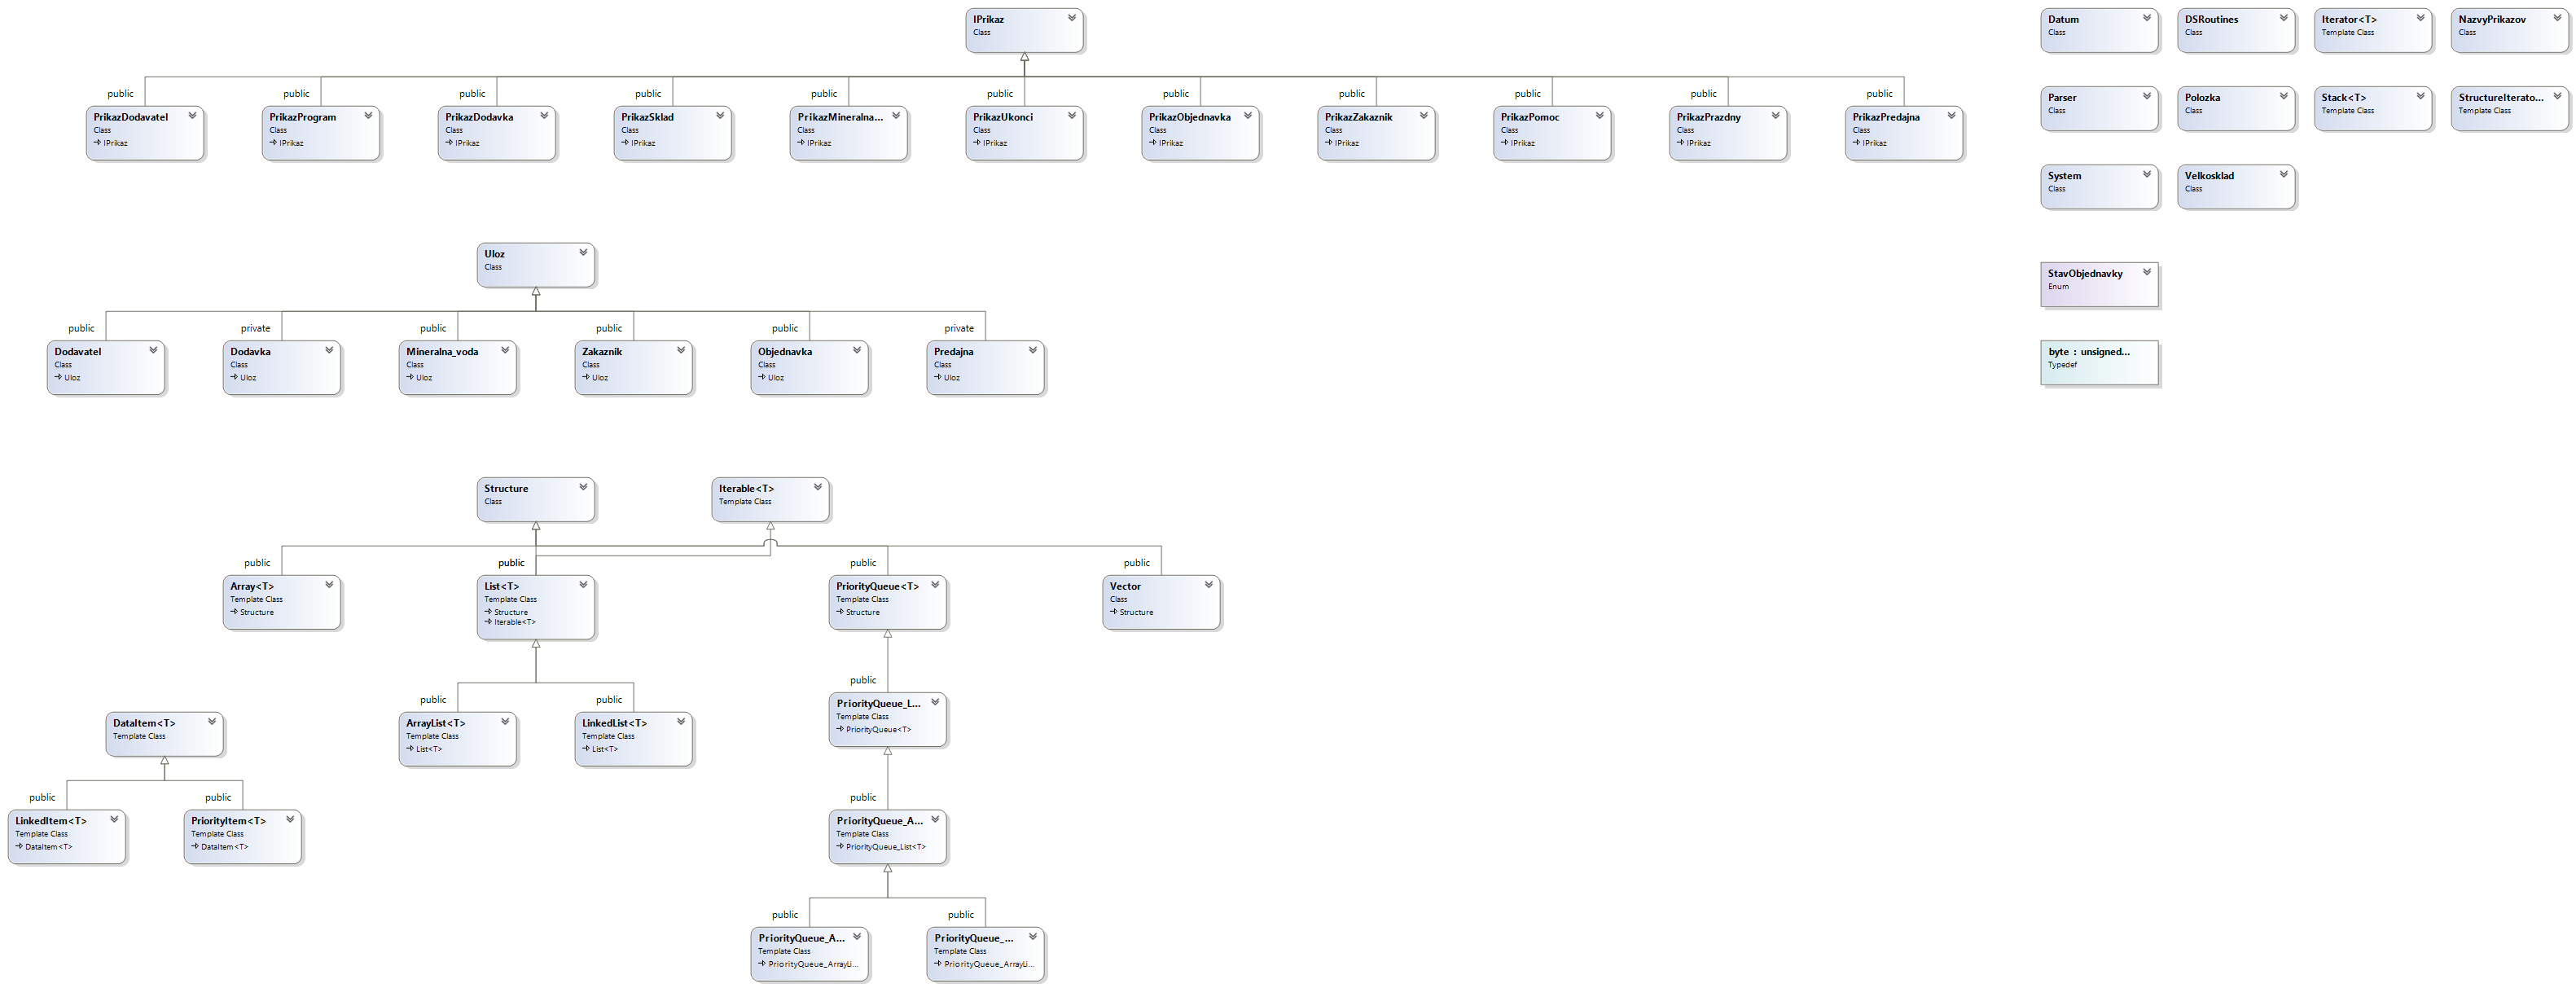 IPrikaz
Class
public
public
public
public
public
public
public
public
public
public
public
PrikazDodavatel
Class
IPrikaz
PrikazProgram
Class
IPrikaz
PrikazDodavka
Class
IPrikaz
PrikazSklad
Class
IPrikaz
PrikazMineralna...
Class
IPrikaz
PrikazUkonci
Class
IPrikaz
PrikazObjednavka
Class
IPrikaz
PrikazZakaznik
Class
IPrikaz
PrikazPomoc
Class
IPrikaz
PrikazPrazdny
Class
IPrikaz
PrikazPredajna
Class
IPrikaz
Datum
Class
DSRoutines
Class
Iterator<T>
Template Class
NazvyPrikazov
Class
Parser
Class
Polozka
Class
Stack<T>
Template Class
StructureIterato...
Template Class
System
Class
Velkosklad
Class
StavObjednavky
Enum
byte : unsigned...
Typedef
Uloz
Class
public
private
public
public
public
private
Dodavatel
Class
Uloz
Dodavka
Class
Uloz
Mineralna_voda
Class
Uloz
Zakaznik
Class
Uloz
Objednavka
Class
Uloz
Predajna
Class
Uloz
Structure
Class
Iterable<T>
Template Class
public
public
public
public
Array<T>
Template Class
Structure
List<T>
Template Class
Structure
Iterable<T>
PriorityQueue<T>
Template Class
Structure
Vector
Class
Structure
public
public
public
ArrayList<T>
Template Class
List<T>
LinkedList<T>
Template Class
List<T>
PriorityQueue_L...
Template Class
PriorityQueue<T>
DataItem<T>
Template Class
public
public
public
LinkedItem<T>
Template Class
DataItem<T>
PriorityItem<T>
Template Class
DataItem<T>
PriorityQueue_A...
Template Class
PriorityQueue_List<T>
public
public
PriorityQueue_A...
Template Class
PriorityQueue_ArrayLi...
PriorityQueue_...
Template Class
PriorityQueue_ArrayLi...